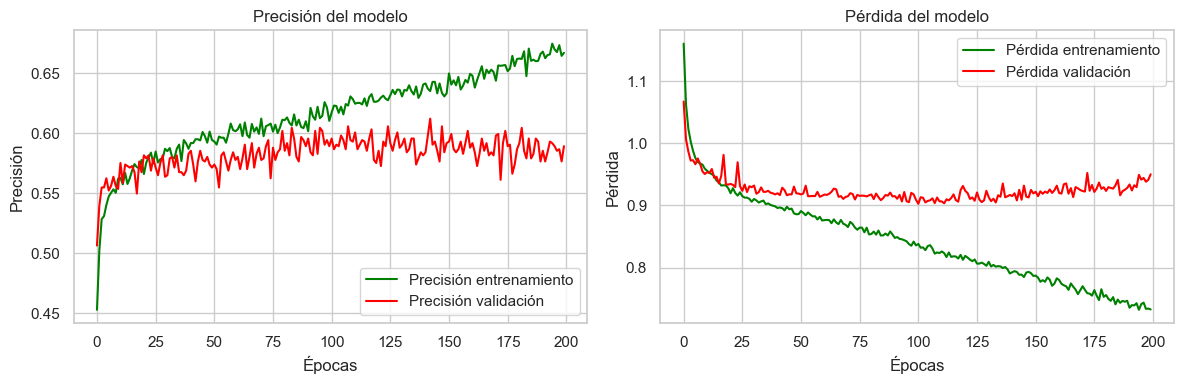 Precisión del modelo
Precisión
0.65
0.60
0.55
0.50
0.45
Precisión entrenamiento
Precisión validación
0 25 50 75 100 125 150 175 200
Épocas
Pérdida del modelo
Pérdida
1.1
1.0
0.9
0.8
Pérdida entrenamiento
Pérdida validación
0 25 50 75 100 125 150 175 200
Épocas